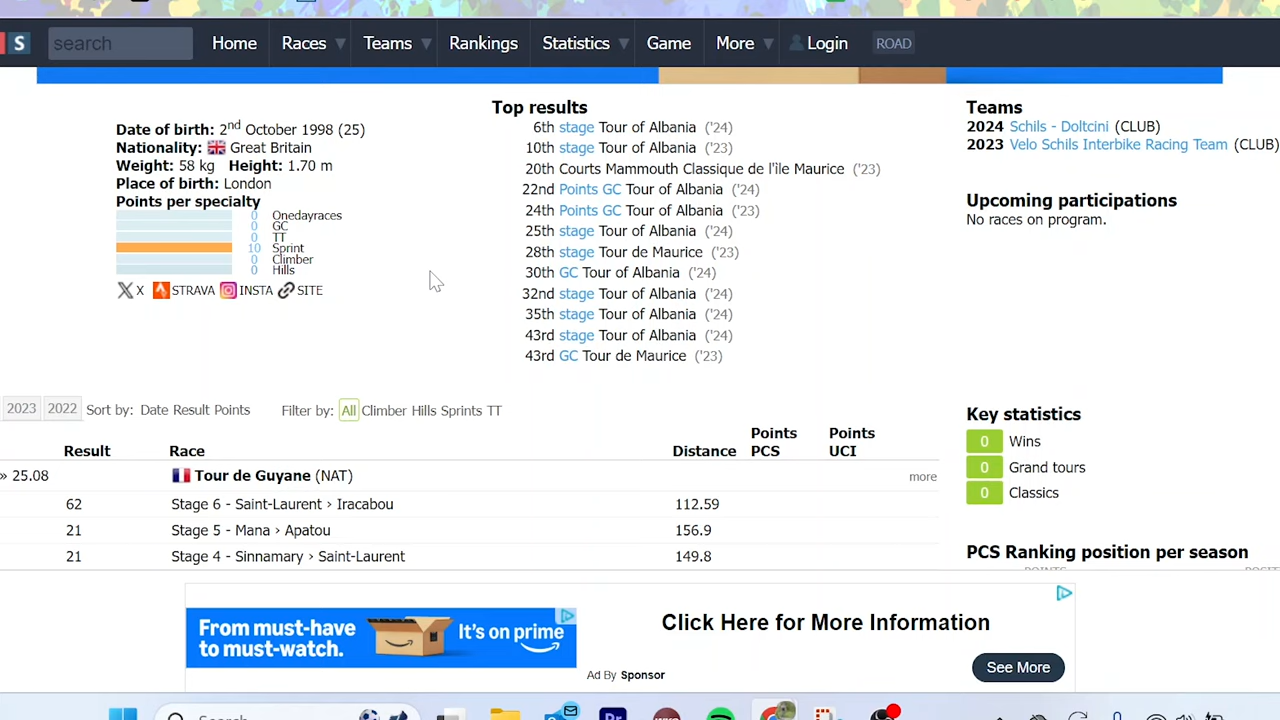 S search Home Races Teams Rankings Statistics Game More Login ROAD
Date of birth: 2nd October 1998 (25)
Nationality: Great Britain
Weight: 58 kg Height: 1.70 m
Place of birth: London
Points per specialty
0 Onedayraces
0 GC
0 TT
10 Sprint
0 Climber
0 Hills
X STRAVA INSTA SITE
Top results
6th stage Tour of Albania ('24)
10th stage Tour of Albania ('23)
20th Courts Mammouth Classique de l'île Maurice ('23)
22nd Points GC Tour of Albania ('24)
24th Points GC Tour of Albania ('23)
25th stage Tour of Albania ('24)
28th stage Tour de Maurice ('23)
30th GC Tour of Albania ('24)
32nd stage Tour of Albania ('24)
35th stage Tour of Albania ('24)
43rd stage Tour of Albania ('24)
43rd GC Tour de Maurice ('23)
Teams
2024 Schils - Doltcini (CLUB)
2023 Velo Schils Interbike Racing Team (CLUB)
Upcoming participations
No races on program.
2023 2022 Sort by: Date Result Points Filter by: All Climber Hills Sprints TT
Result Race Distance Points PCS Points UCI
» 25.08 Tour de Guyane (NAT) more
62 Stage 6 - Saint-Laurent › Iracabou 112.59
21 Stage 5 - Mana › Apatou 156.9
21 Stage 4 - Sinnamary › Saint-Laurent 149.8
Key statistics
0 Wins
0 Grand tours
0 Classics
PCS Ranking position per season
From must-have
to must-watch.
It's on prime
Click Here for More Information
Ad By Sponsor
See More
Search
Pr